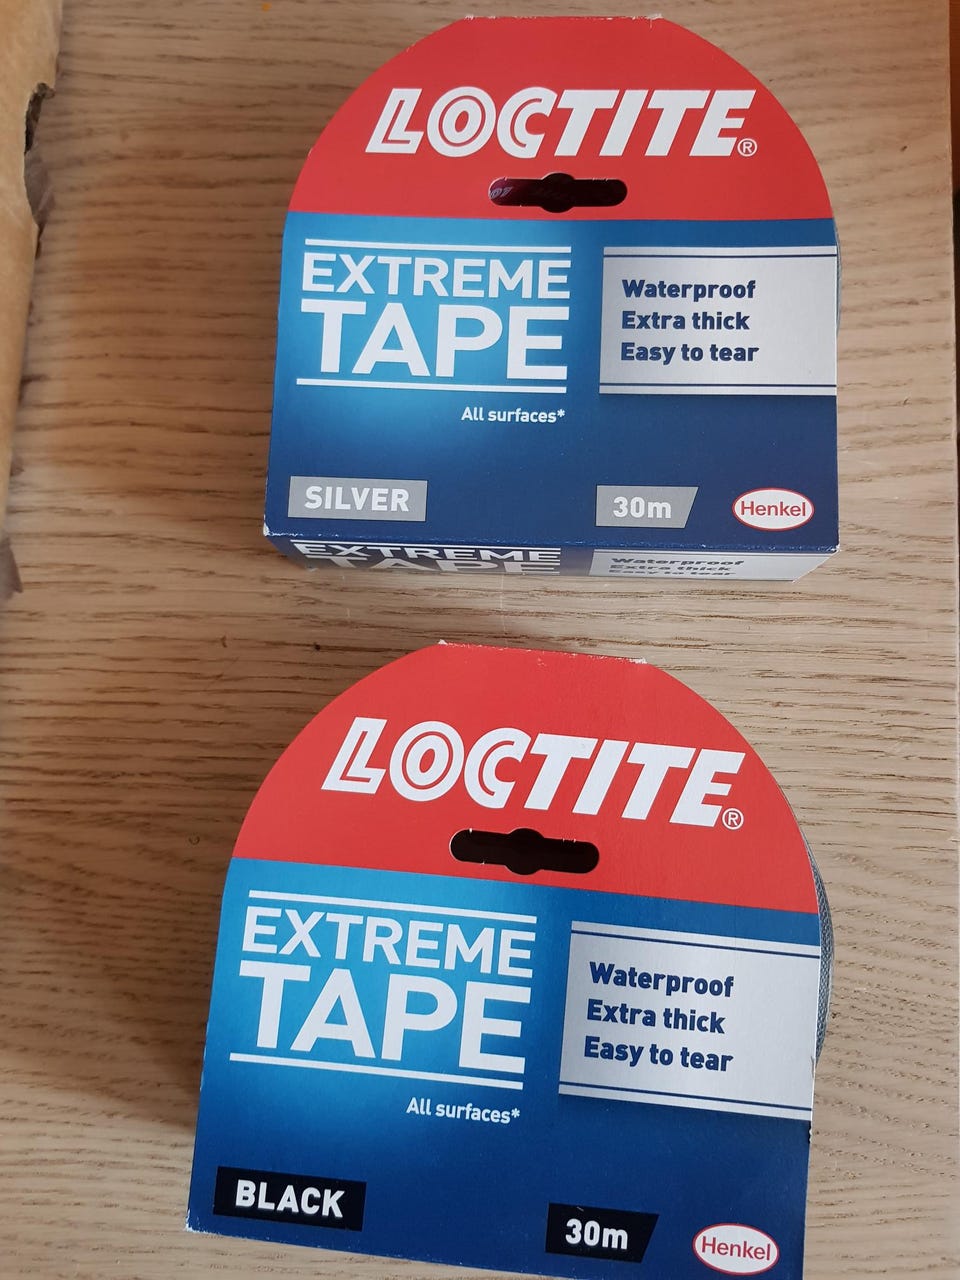 LOCTITE®
EXTREME
TAPE
All surfaces*
Waterproof
Extra thick
Easy to tear
SILVER
30m
Henkel
EXTREME
TAPE
Waterproof
Extra thick
Easy to tear
LOCTITE®
EXTREME
TAPE
All surfaces*
Waterproof
Extra thick
Easy to tear
BLACK
30m
Henkel